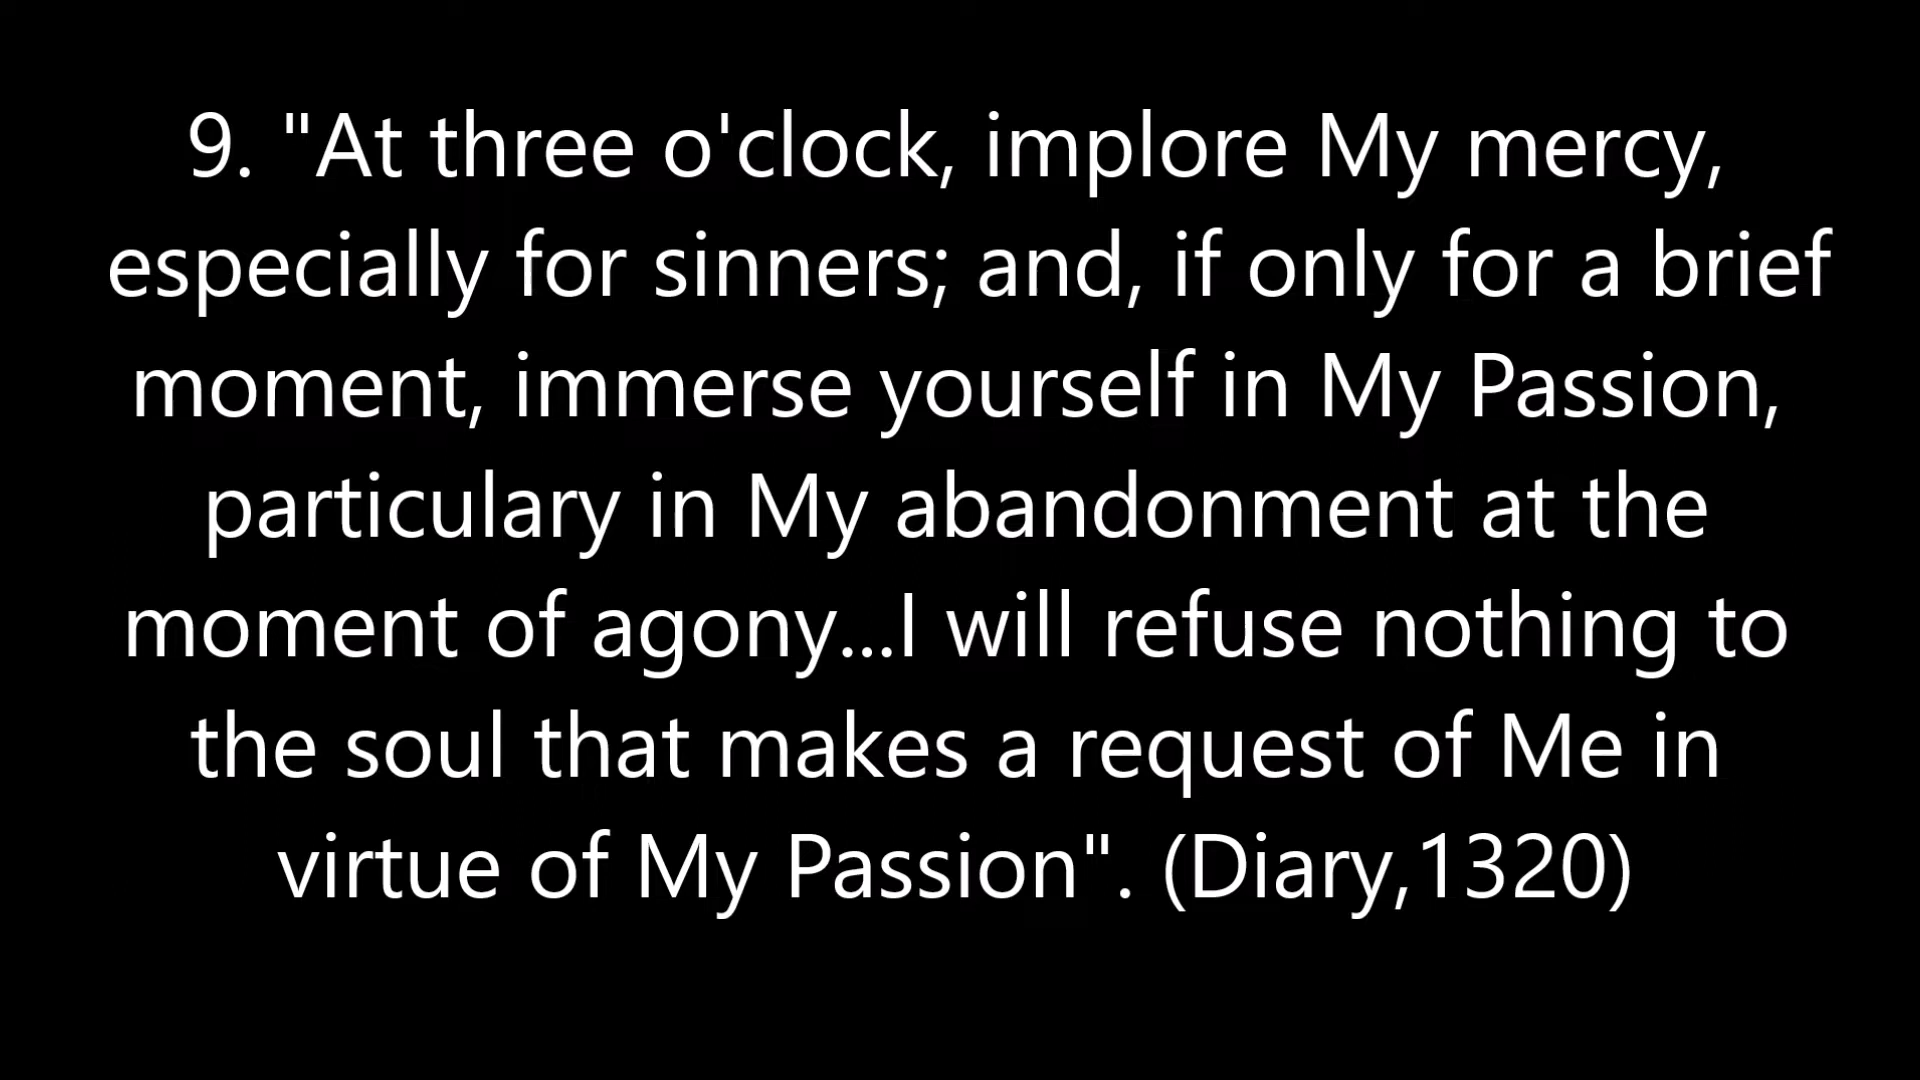 9. "At three o'clock, implore My mercy,
especially for sinners; and, if only for a brief
moment, immerse yourself in My Passion,
particulary in My abandonment at the
moment of agony...I will refuse nothing to
the soul that makes a request of Me in
virtue of My Passion". (Diary,1320)